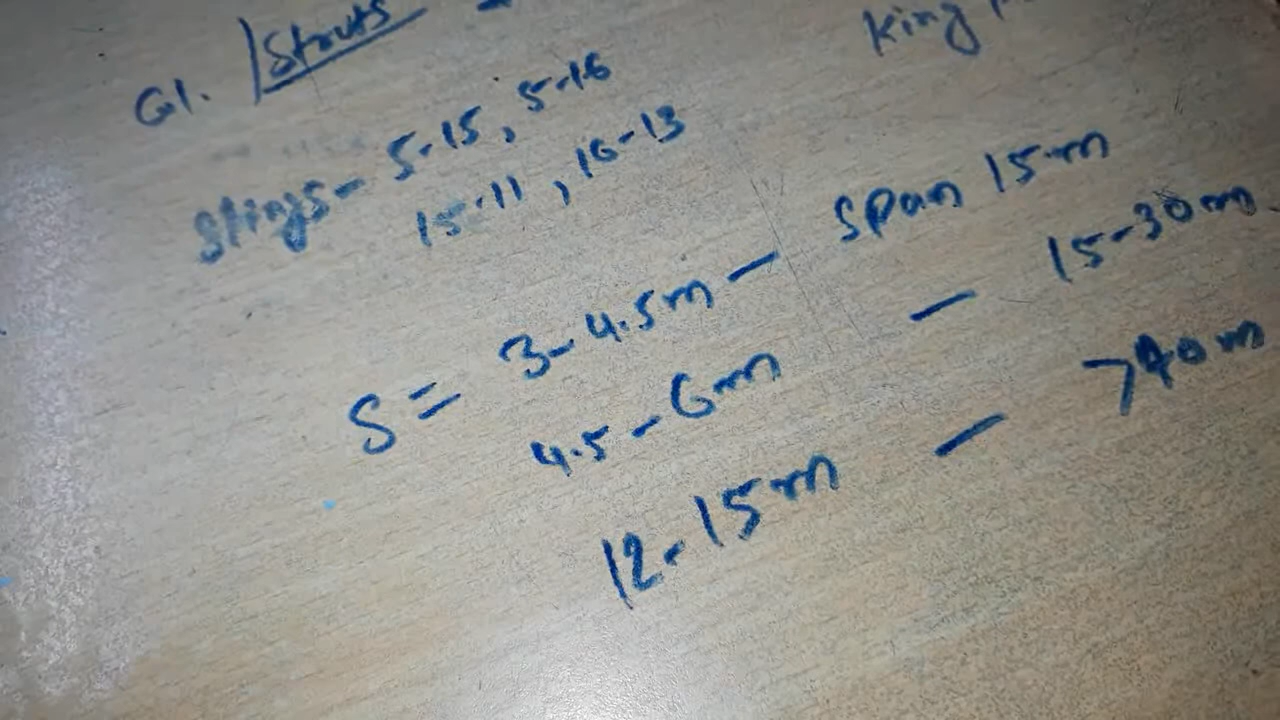 G1. /Struts -
King
Slings- 5-15, 5-16
15-11, 16-13
S = 3-4.5m - Span 15m
4.5-6m - 15-30m.
12-15m - >40m